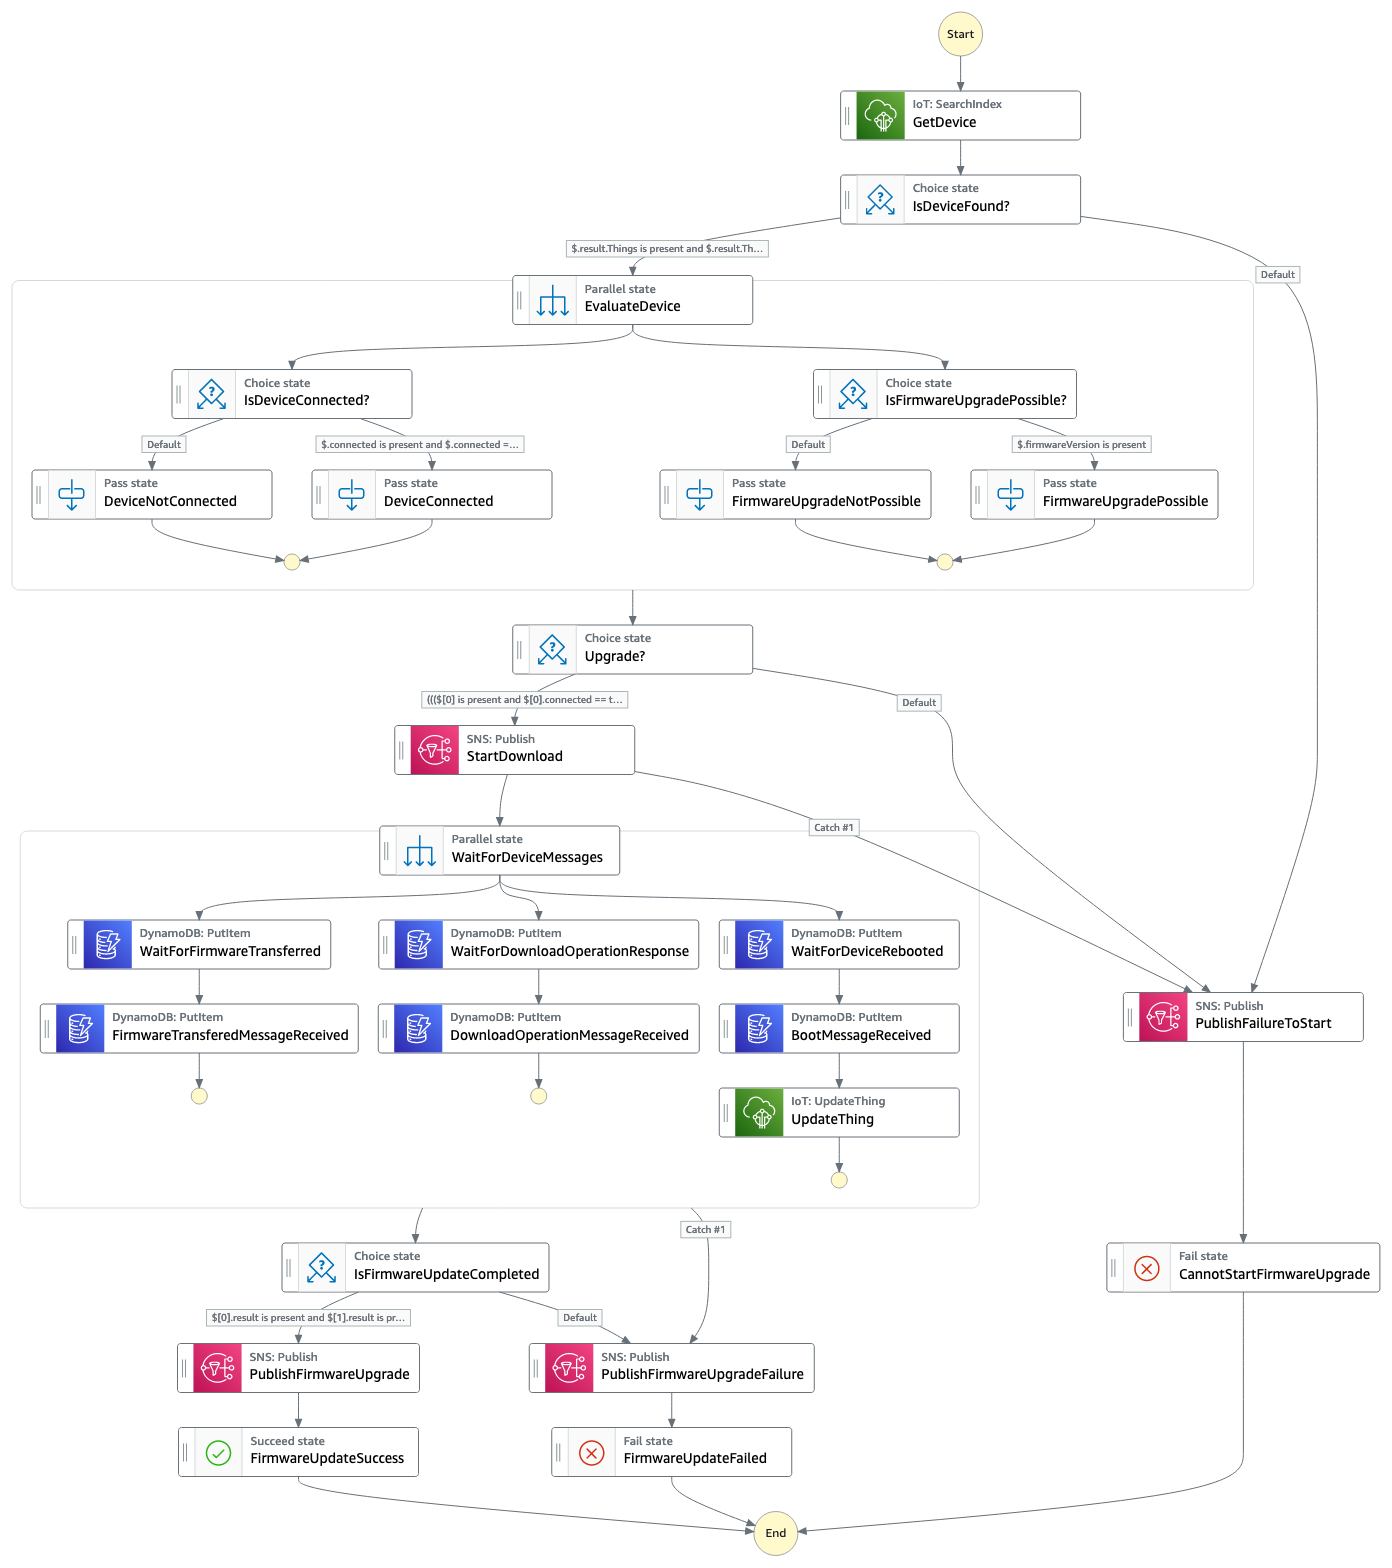 Start
IoT: SearchIndex
GetDevice
Choice state
IsDeviceFound?
$.result.Things is present and $.result.Th...
Default
Parallel state
EvaluateDevice
Choice state
IsDeviceConnected?
Choice state
IsFirmwareUpgradePossible?
Default
$.connected is present and $.connected =...
Default
$.firmwareVersion is present
Pass state
DeviceNotConnected
Pass state
DeviceConnected
Pass state
FirmwareUpgradeNotPossible
Pass state
FirmwareUpgradePossible
Choice state
Upgrade?
((($[0] is present and $[0].connected == t...
Default
SNS: Publish
StartDownload
Catch #1
Parallel state
WaitForDeviceMessages
DynamoDB: PutItem
WaitForFirmwareTransferred
DynamoDB: PutItem
WaitForDownloadOperationResponse
DynamoDB: PutItem
WaitForDeviceRebooted
DynamoDB: PutItem
FirmwareTransferedMessageReceived
DynamoDB: PutItem
DownloadOperationMessageReceived
DynamoDB: PutItem
BootMessageReceived
SNS: Publish
PublishFailureToStart
IoT: UpdateThing
UpdateThing
Catch #1
Choice state
IsFirmwareUpdateCompleted
Fail state
CannotStartFirmwareUpgrade
$[0].result is present and $[1].result is pr...
Default
SNS: Publish
PublishFirmwareUpgrade
SNS: Publish
PublishFirmwareUpgradeFailure
Succeed state
FirmwareUpdateSuccess
Fail state
FirmwareUpdateFailed
End